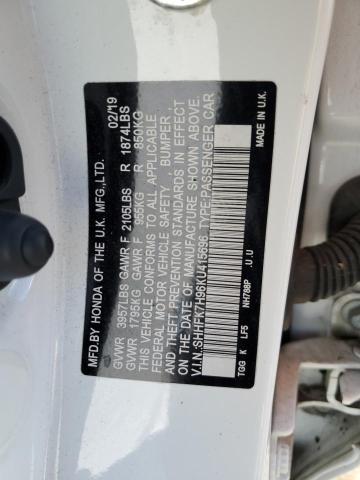 MFD.BY HONDA OF THE U.K. MFG.,LTD. 02/19
GVWR 3957LBS GAWR F 2105LBS R 1874LBS
GVWR 1795KG GAWR F 955KG R 850KG
THIS VEHICLE CONFORMS TO ALL APPLICABLE
FEDERAL MOTOR VEHICLE SAFETY , BUMPER ,
THEFT PREVENTION STANDARDS IN EFFECT
ON THE DATE OF MANUFACTURE SHOWN ABOVE
V.I.N:SHHFK7H96KU415696 TYPE:PASSENGER CAR
TGG K LF5 NH788P .U.U
MADE IN U.K.